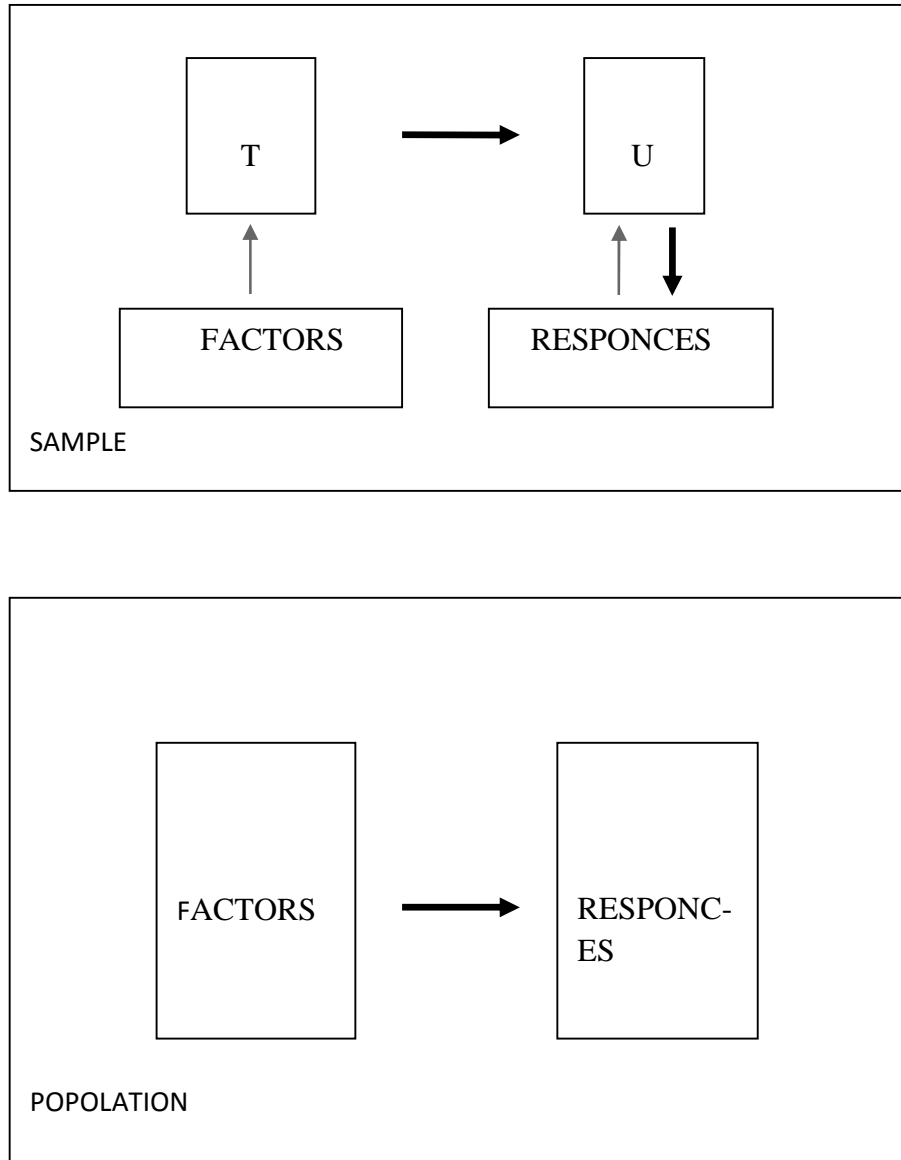 T
U
FACTORS
RESPONCES
SAMPLE
FACTORS
RESPONC-
ES
POPOLATION